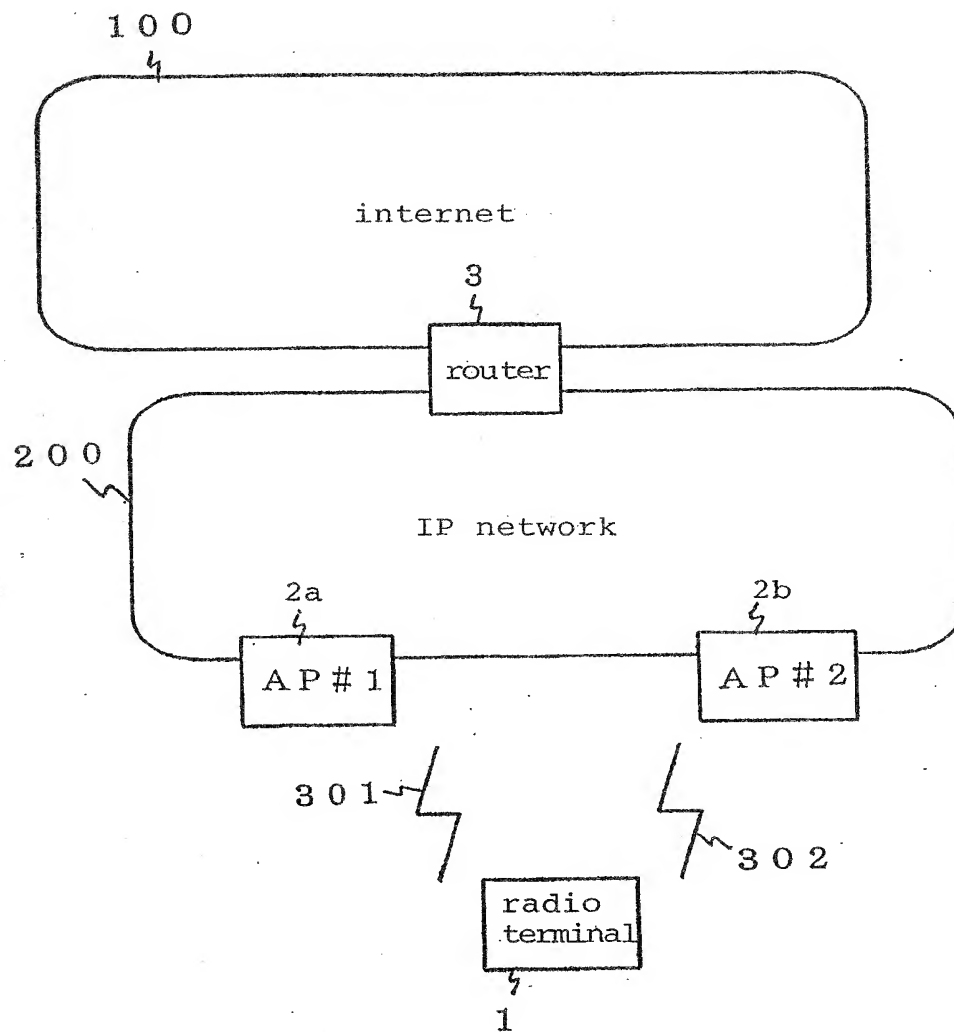 100
internet
3
router
200
IP network
2a
2b
AP#1
AP#2
301
302
radio
terminal
1